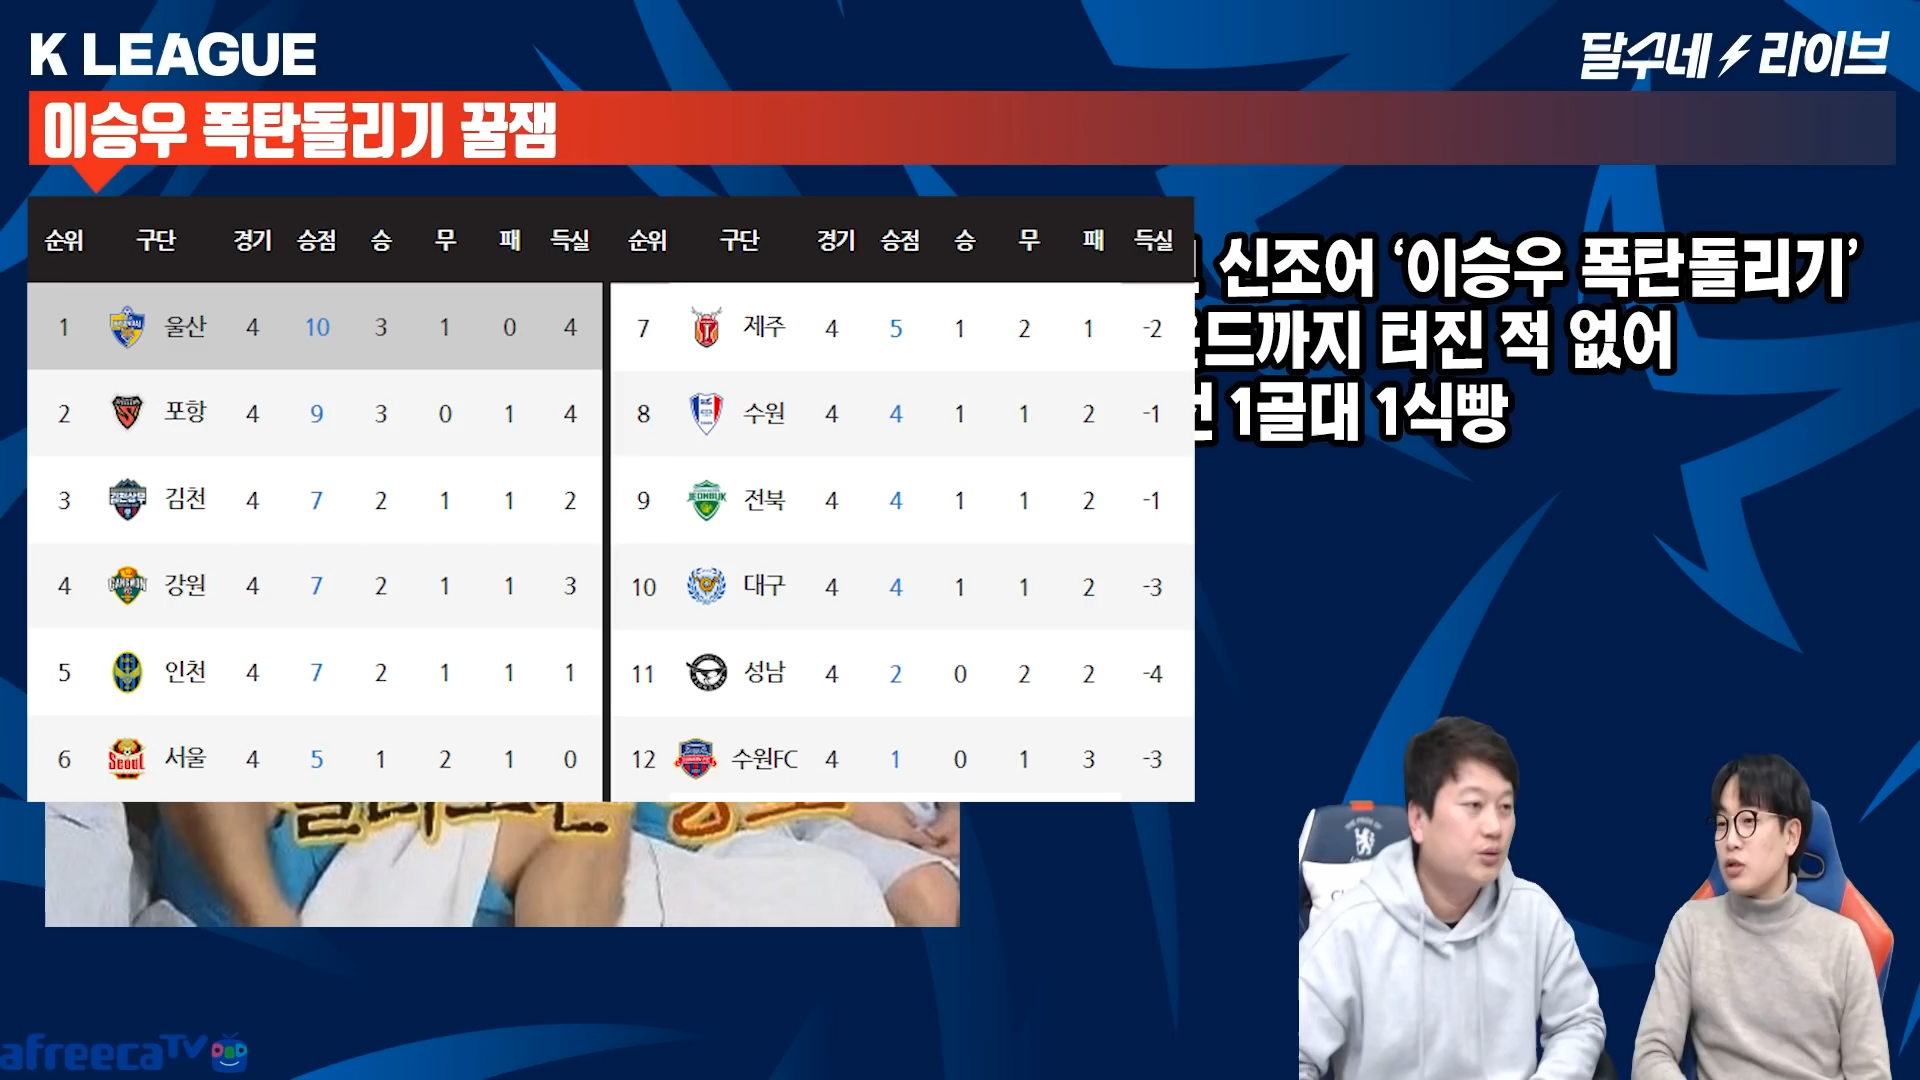 K LEAGUE
달수네 라이브
이승우 폭탄돌리기 꿀잼
순위 구단 경기 승점 승 무 패 득실 순위 구단 경기 승점 승 무 패 득실
1 울산 4 10 3 1 0 4 7 제주 4 5 1 2 1 -2
2 포항 4 9 3 0 1 4 8 수원 4 4 1 1 2 -1
3 김천 4 7 2 1 1 2 9 전북 4 4 1 1 2 -1
4 강원 4 7 2 1 1 3 10 대구 4 4 1 1 2 -3
5 인천 4 7 2 1 1 1 11 성남 4 2 0 2 2 -4
6 서울 4 5 1 2 1 0 12 수원FC 4 1 0 1 3 -3
신조어 ‘이승우 폭탄돌리기’
터진 적 없어
1골대 1식빵
afreecaTV